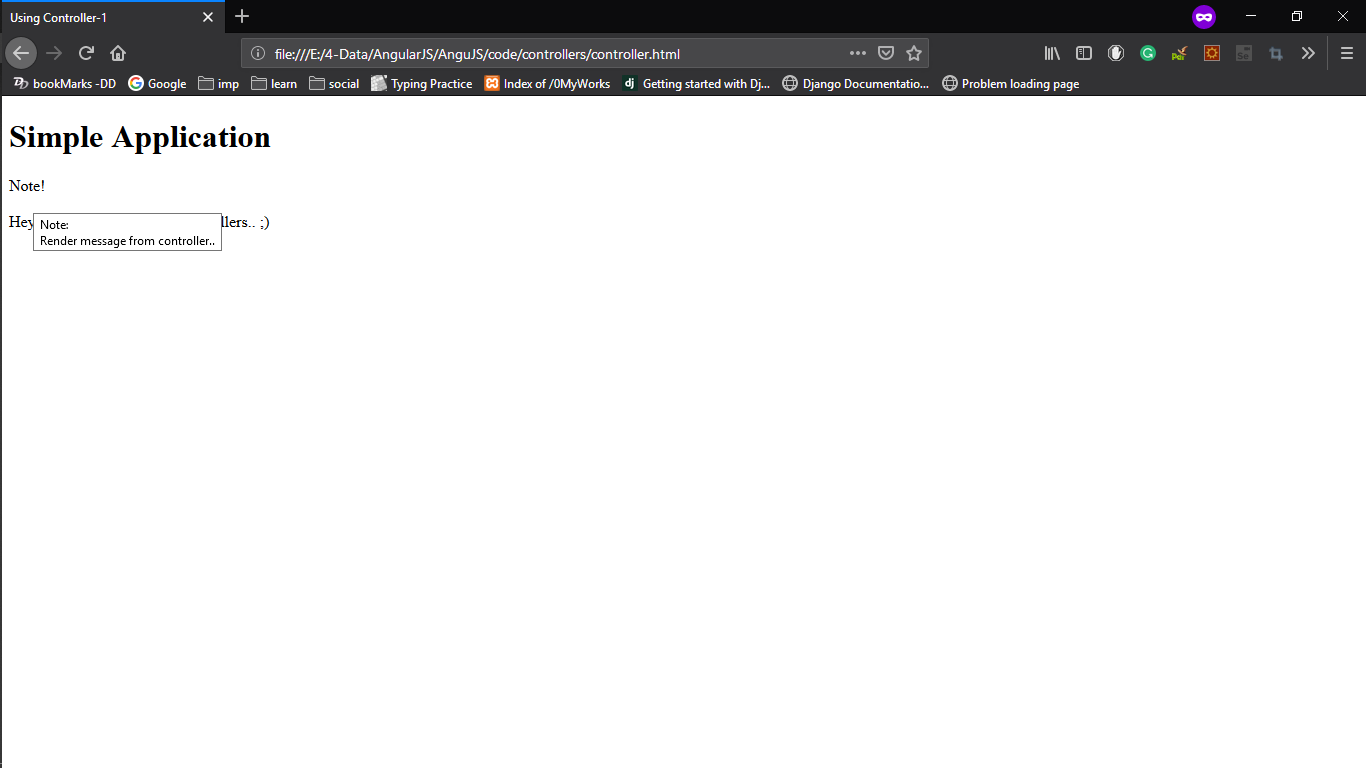 Using Controller-1
file:///E:/4-Data/AngularJS/AnguJS/code/controllers/controller.html
bookMarks -DD Google imp learn social Typing Practice Index of /0MyWorks dj Getting started with Dj... Django Documentatio... Problem loading page
Simple Application
Note!
Hey llers.. ;)
Note:
Render message from controller..